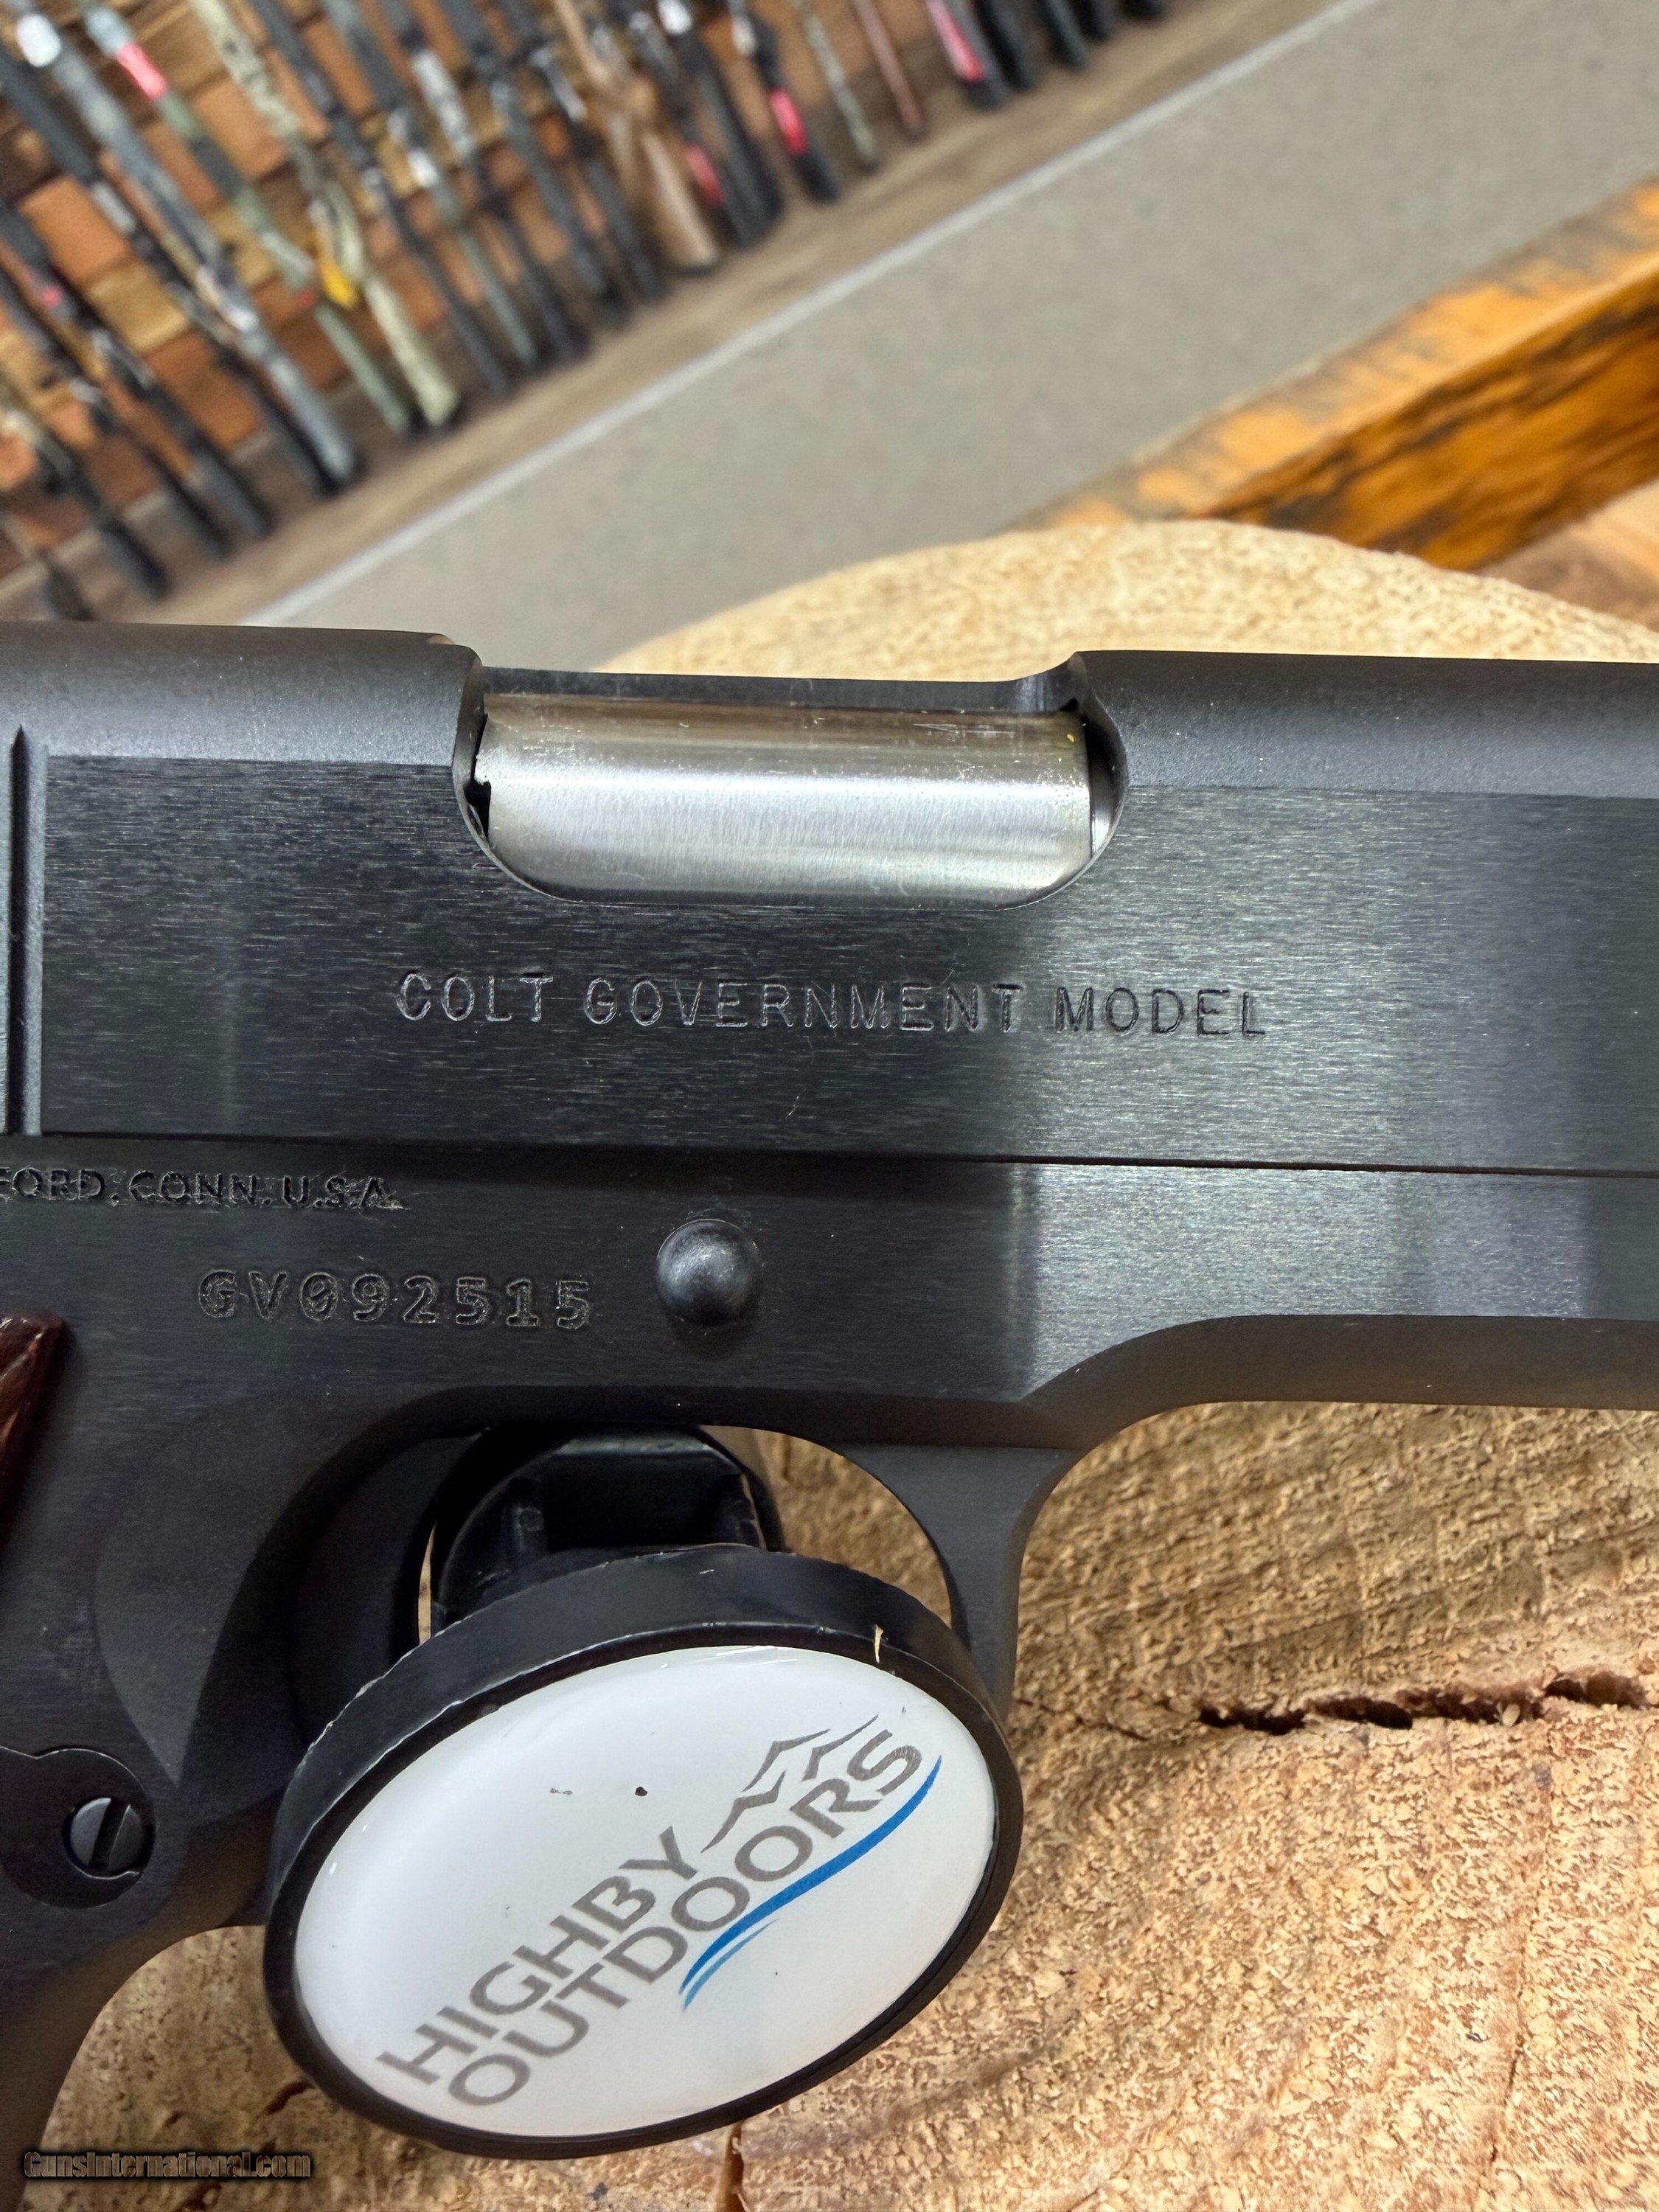 COLT GOVERNMENT MODEL
FORD, CONN. U.S.A.
GV092515
HIGHBY
OUTDOORS
GunsInternational.com